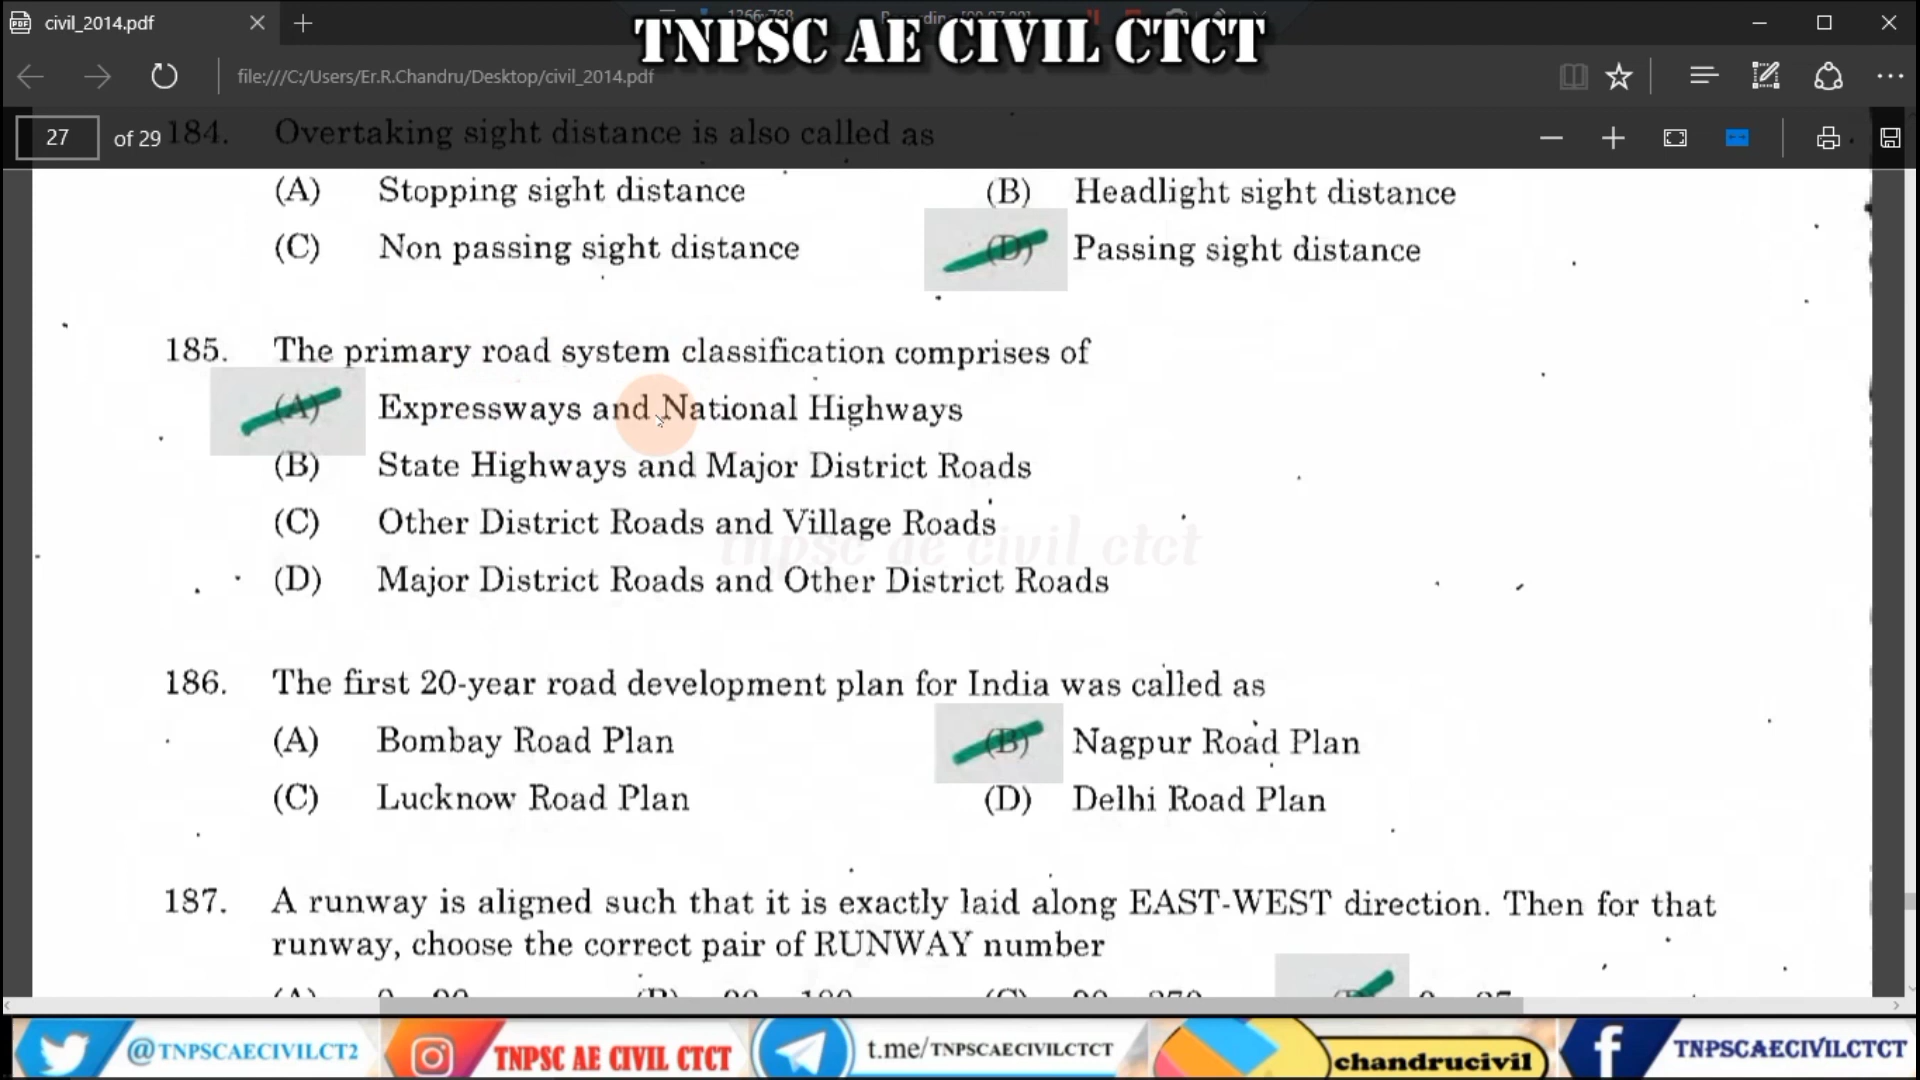 civil_2014.pdf
TNPSC AE CIVIL CTCT
file:///C:/Users/Er.R.Chandru/Desktop/civil_2014.pdf
27 of 29
184. Overtaking sight distance is also called as
(A) Stopping sight distance (B) Headlight sight distance
(C) Non passing sight distance (D) Passing sight distance
185. The primary road system classification comprises of
(A) Expressways and National Highways
(B) State Highways and Major District Roads
(C) Other District Roads and Village Roads
tnpsc ae civil ctct
(D) Major District Roads and Other District Roads
186. The first 20-year road development plan for India was called as
(A) Bombay Road Plan (B) Nagpur Road Plan
(C) Lucknow Road Plan (D) Delhi Road Plan
187. A runway is aligned such that it is exactly laid along EAST-WEST direction. Then for that
runway, choose the correct pair of RUNWAY number
@TNPSCAECIVILCT2 TNPSC AE CIVIL CTCT t.me/TNPSCAECIVILCTCT chandrucivil TNPSCAECIVILCTCT